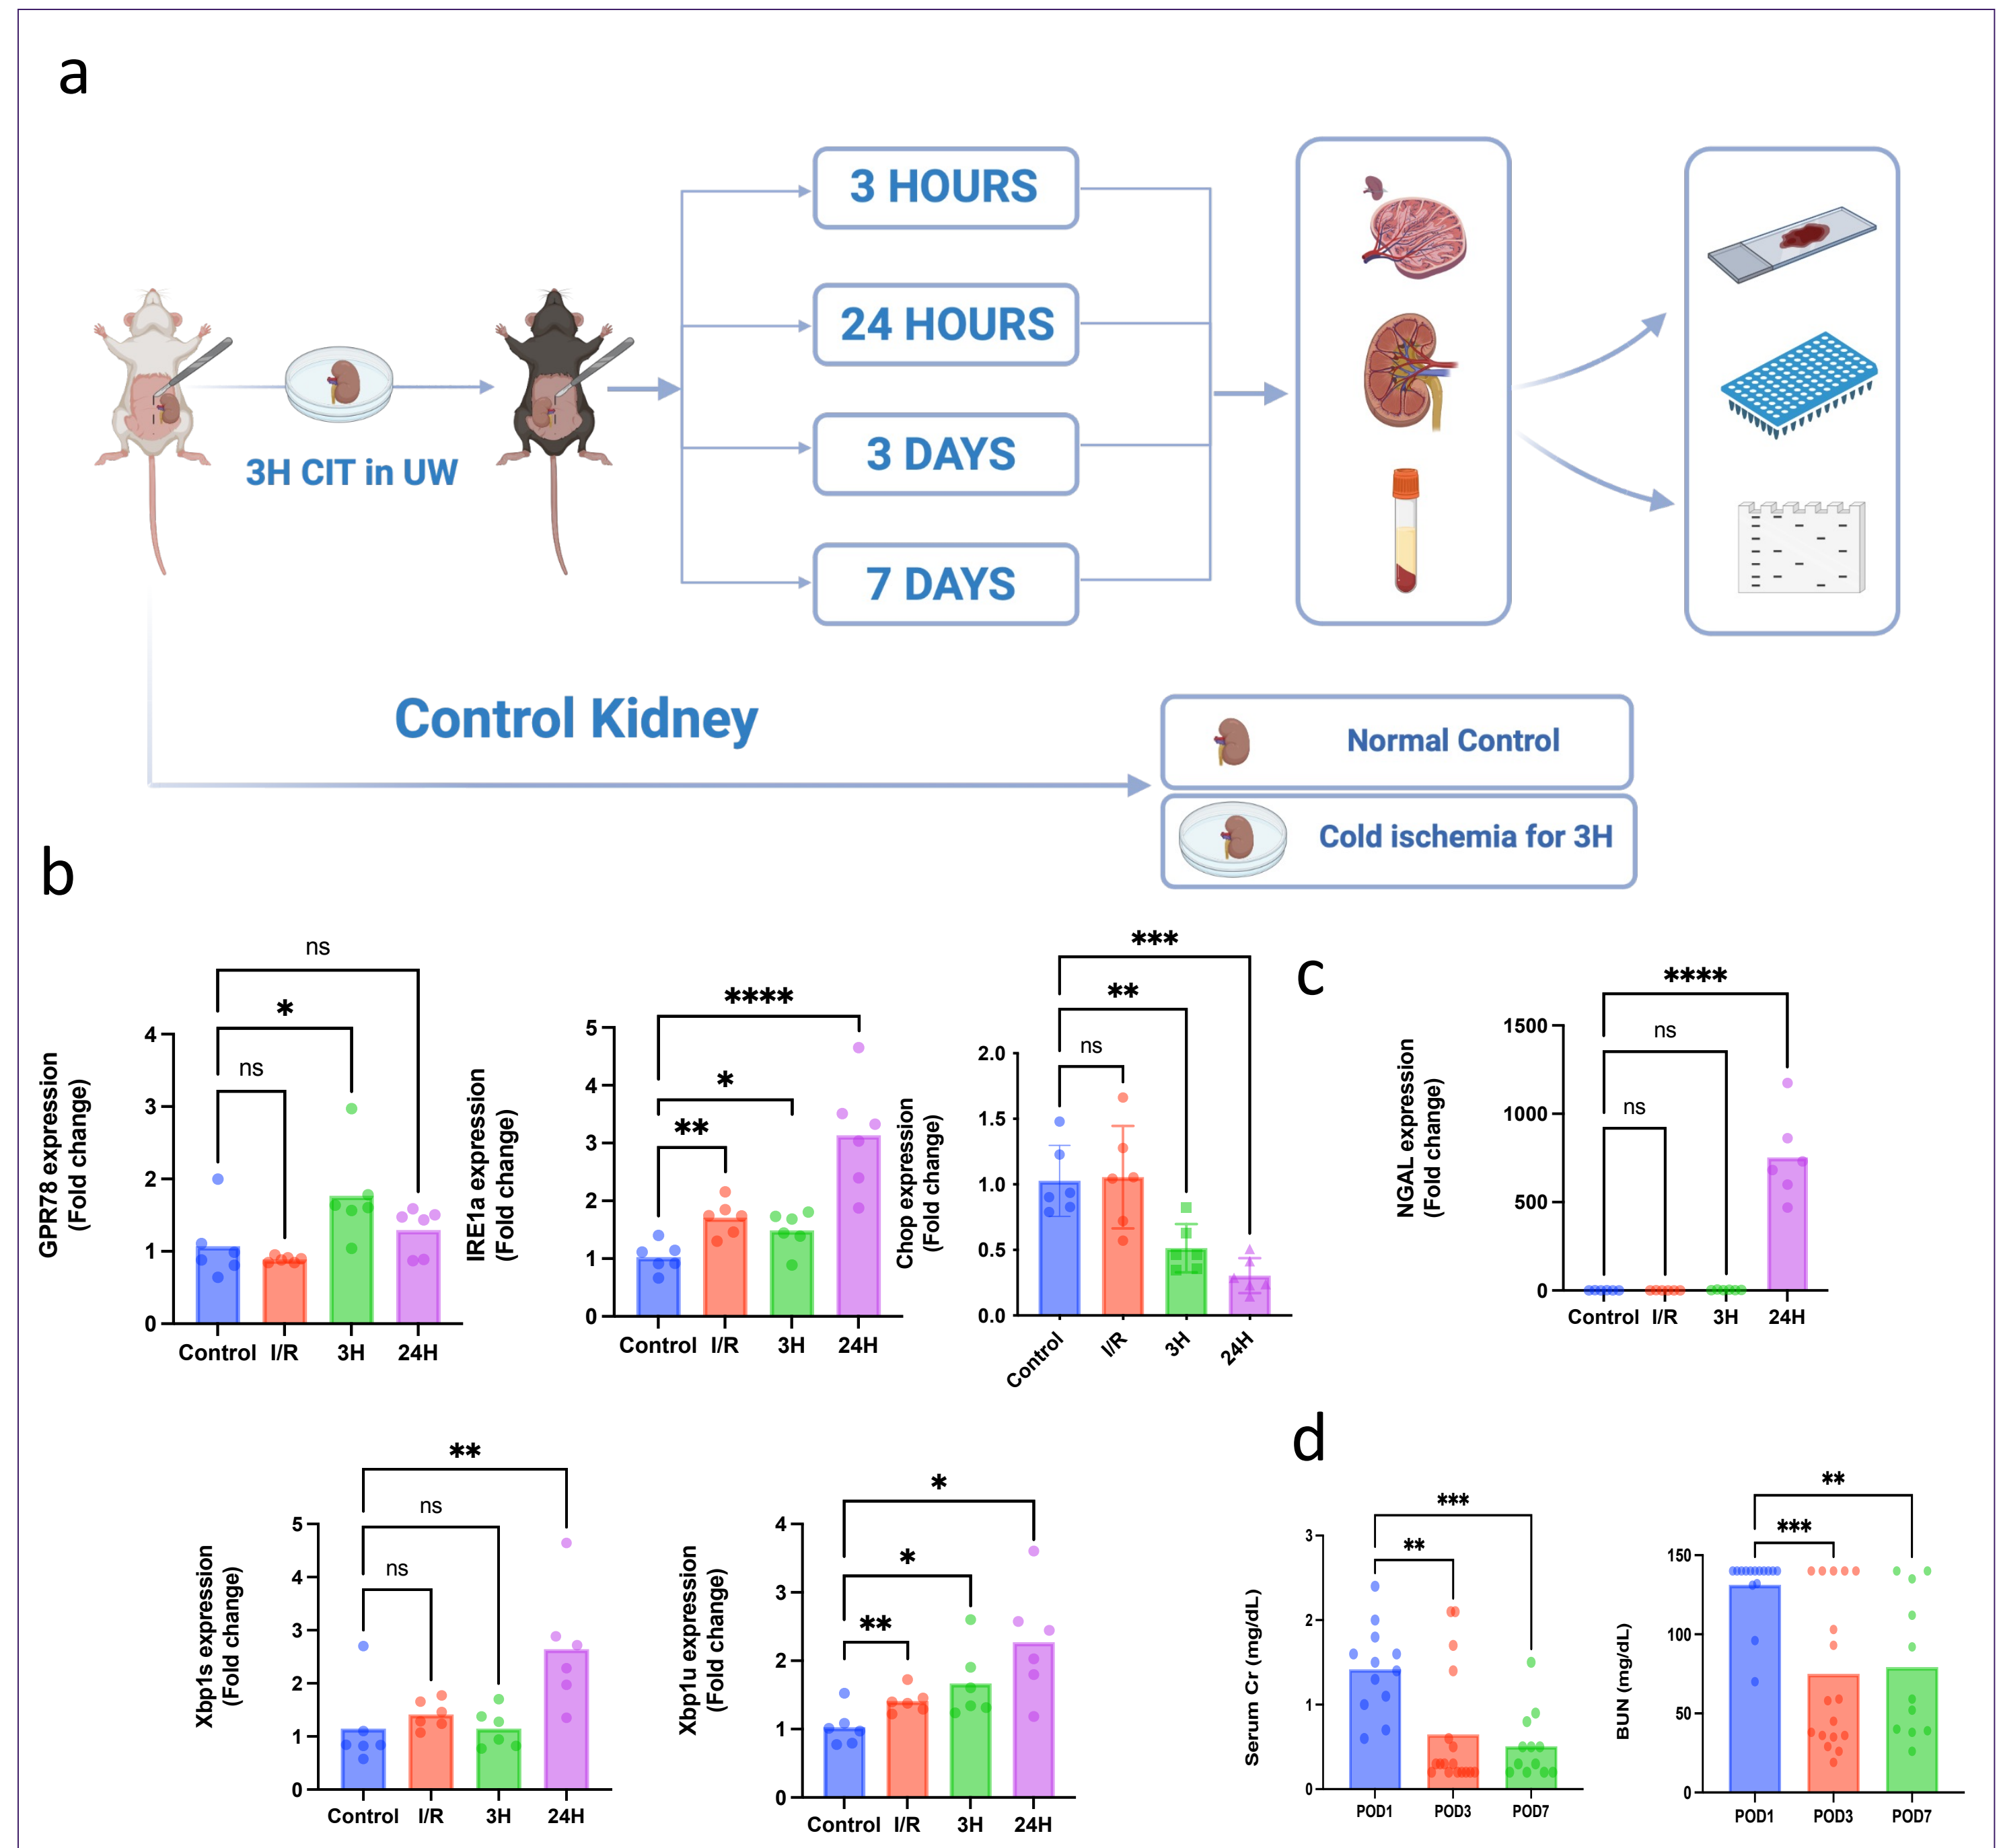 a
3 HOURS
24 HOURS
3 DAYS
7 DAYS
3H CIT in UW
Control Kidney
Normal Control
Cold ischemia for 3H
b
GPR78 expression
(Fold change)
ns
*
ns
4
3
2
1
0
Control I/R 3H 24H
IRE1a expression
(Fold change)
****
*
**
5
4
3
2
1
0
Control I/R 3H 24H
Chop expression
(Fold change)
***
**
ns
2.0
1.5
1.0
0.5
0.0
Control I/R 3H 24H
c
NGAL expression
(Fold change)
****
ns
ns
1500
1000
500
0
Control I/R 3H 24H
Xbp1s expression
(Fold change)
**
ns
ns
5
4
3
2
1
0
Control I/R 3H 24H
Xbp1u expression
(Fold change)
*
*
**
4
3
2
1
0
Control I/R 3H 24H
d
Serum Cr (mg/dL)
***
**
3
2
1
0
POD1 POD3 POD7
BUN (mg/dL)
**
***
150
100
50
0
POD1 POD3 POD7